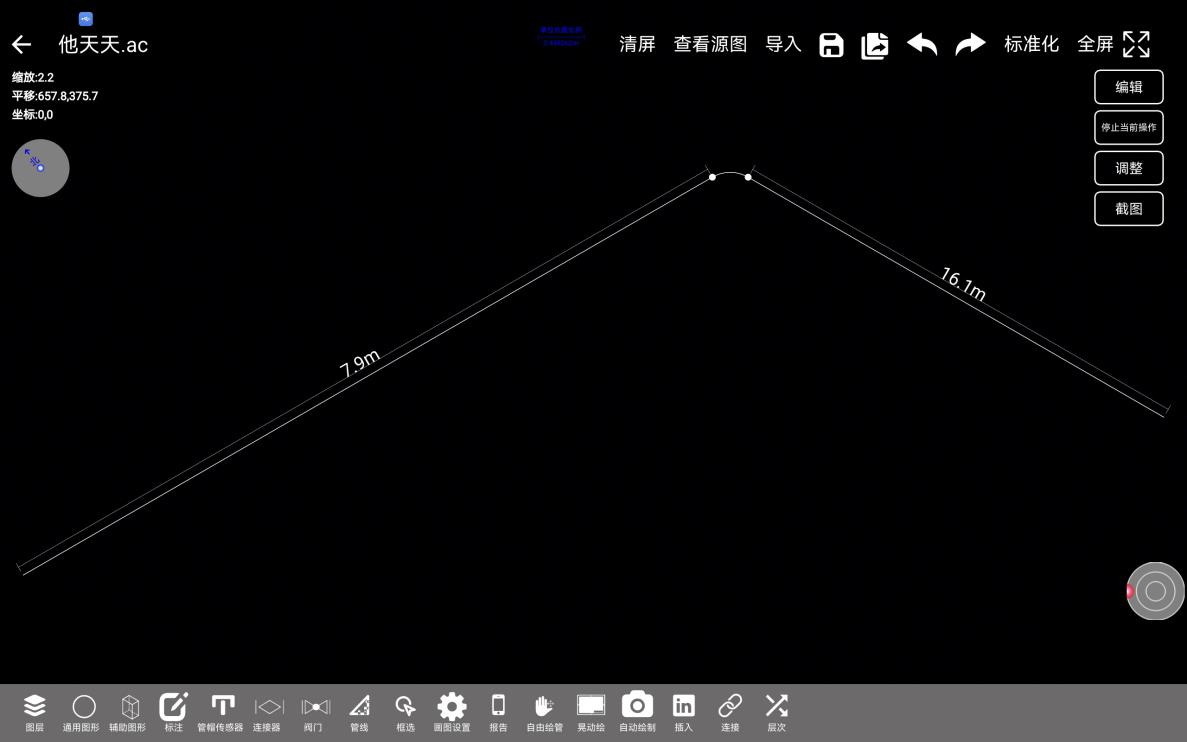 他天天.ac
清屏
查看源图
导入
标准化
全屏
缩放:2.2
平移:657.8,375.7
坐标:0,0
北
编辑
停止当前操作
调整
截图
16.1m
7.9m
图层
通用图形
辅助图形
标注
管帽传感器
连接器
阀门
管线
框选
画图设置
报告
自由绘管
晃动绘
自动绘制
插入
连接
层次